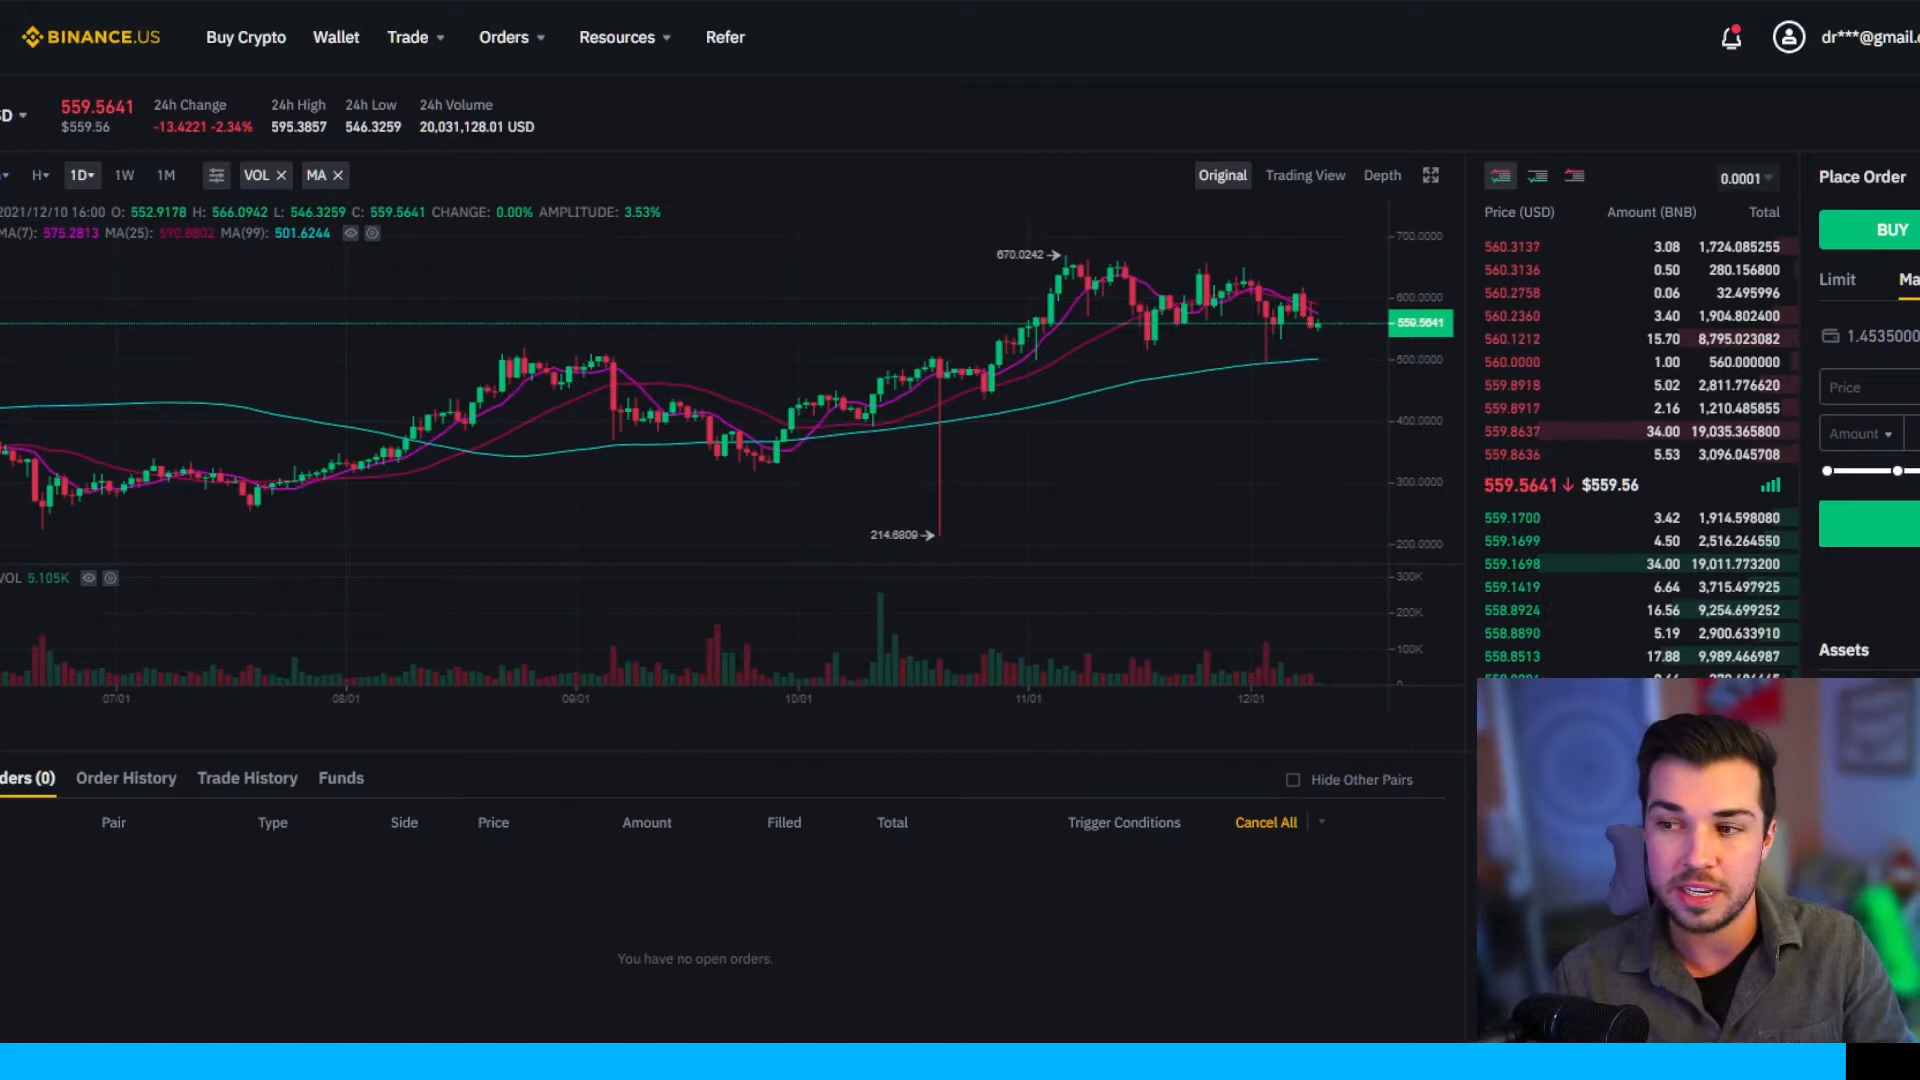 BINANCE.US Buy Crypto Wallet Trade Orders Resources Refer dr***@gmail.c
D 559.5641 24h Change 24h High 24h Low 24h Volume
$559.56 -13.4221 -2.34% 595.3857 546.3259 20,031,128.01 USD
H 1D 1W 1M VOL X MA X Original Trading View Depth
2021/12/10 16:00 O: 552.9178 H: 566.0942 L: 546.3259 C: 559.5641 CHANGE: 0.00% AMPLITUDE: 3.53%
MA(7): 575.2813 MA(25): 590.8802 MA(99): 501.6244
670.0242
214.6809
700.0000
600.0000
559.5641
500.0000
400.0000
300.0000
200.0000
VOL 5.105K
300K
200K
100K
0
07/01 08/01 09/01 10/01 11/01 12/01
0.0001
Price (USD) Amount (BNB) Total
560.3137 3.08 1,724.085255
560.3136 0.50 280.156800
560.2758 0.06 32.495996
560.2360 3.40 1,904.802400
560.1212 15.70 8,795.023082
560.0000 1.00 560.000000
559.8918 5.02 2,811.776620
559.8917 2.16 1,210.485855
559.8637 34.00 19,035.365800
559.8636 5.53 3,096.045708
559.5641 $559.56
559.1700 3.42 1,914.598080
559.1699 4.50 2,516.264550
559.1698 34.00 19,011.773200
559.1419 6.64 3,715.497925
558.8924 16.56 9,254.699252
558.8890 5.19 2,900.633910
558.8513 17.88 9,989.466987
Place Order
BUY
Limit Ma
1.4535000
Price
Amount
Assets
ders (0) Order History Trade History Funds Hide Other Pairs
Pair Type Side Price Amount Filled Total Trigger Conditions Cancel All
You have no open orders.